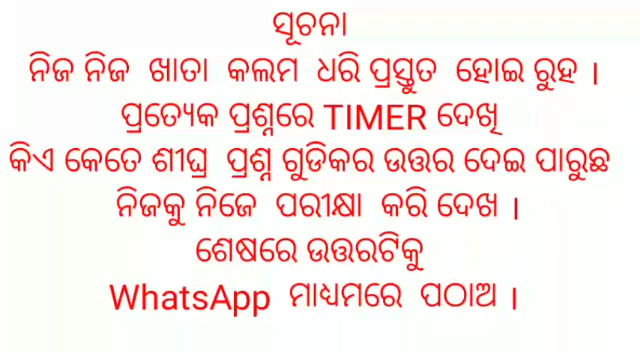 ସୂଚନା
ନିଜ ନିଜ ଖାତା କଲମ ଧରି ପ୍ରସ୍ତୁତ ହୋଇ ରୁହ ।
ପ୍ରତ୍ୟେକ ପ୍ରଶ୍ନରେ TIMER ଦେଖି
କିଏ କେତେ ଶୀଘ୍ର ପ୍ରଶ୍ନ ଗୁଡିକର ଉତ୍ତର ଦେଇ ପାରୁଛ
ନିଜକୁ ନିଜେ ପରୀକ୍ଷା କରି ଦେଖ ।
ଶେଷରେ ଉତ୍ତରଟିକୁ
WhatsApp ମାଧ୍ୟମରେ ପଠାଅ ।